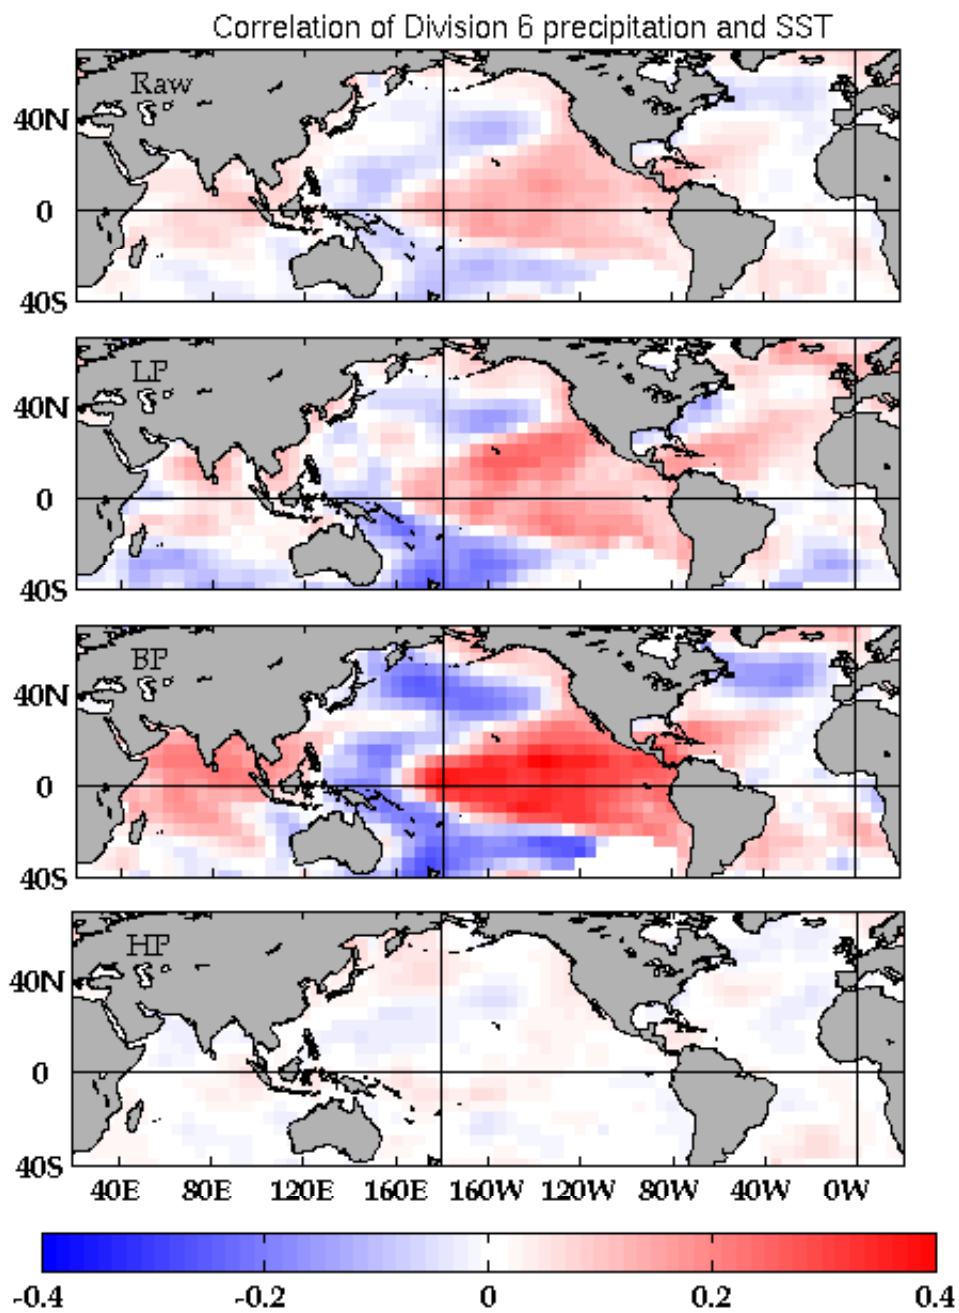 Correlation of Division 6 precipitation and SST
Raw
40N
0
40S
LP
40N
0
40S
BP
40N
0
40S
HP
40N
0
40S
40E 80E 120E 160E 160W 120W 80W 40W 0W
-0.4 -0.2 0 0.2 0.4